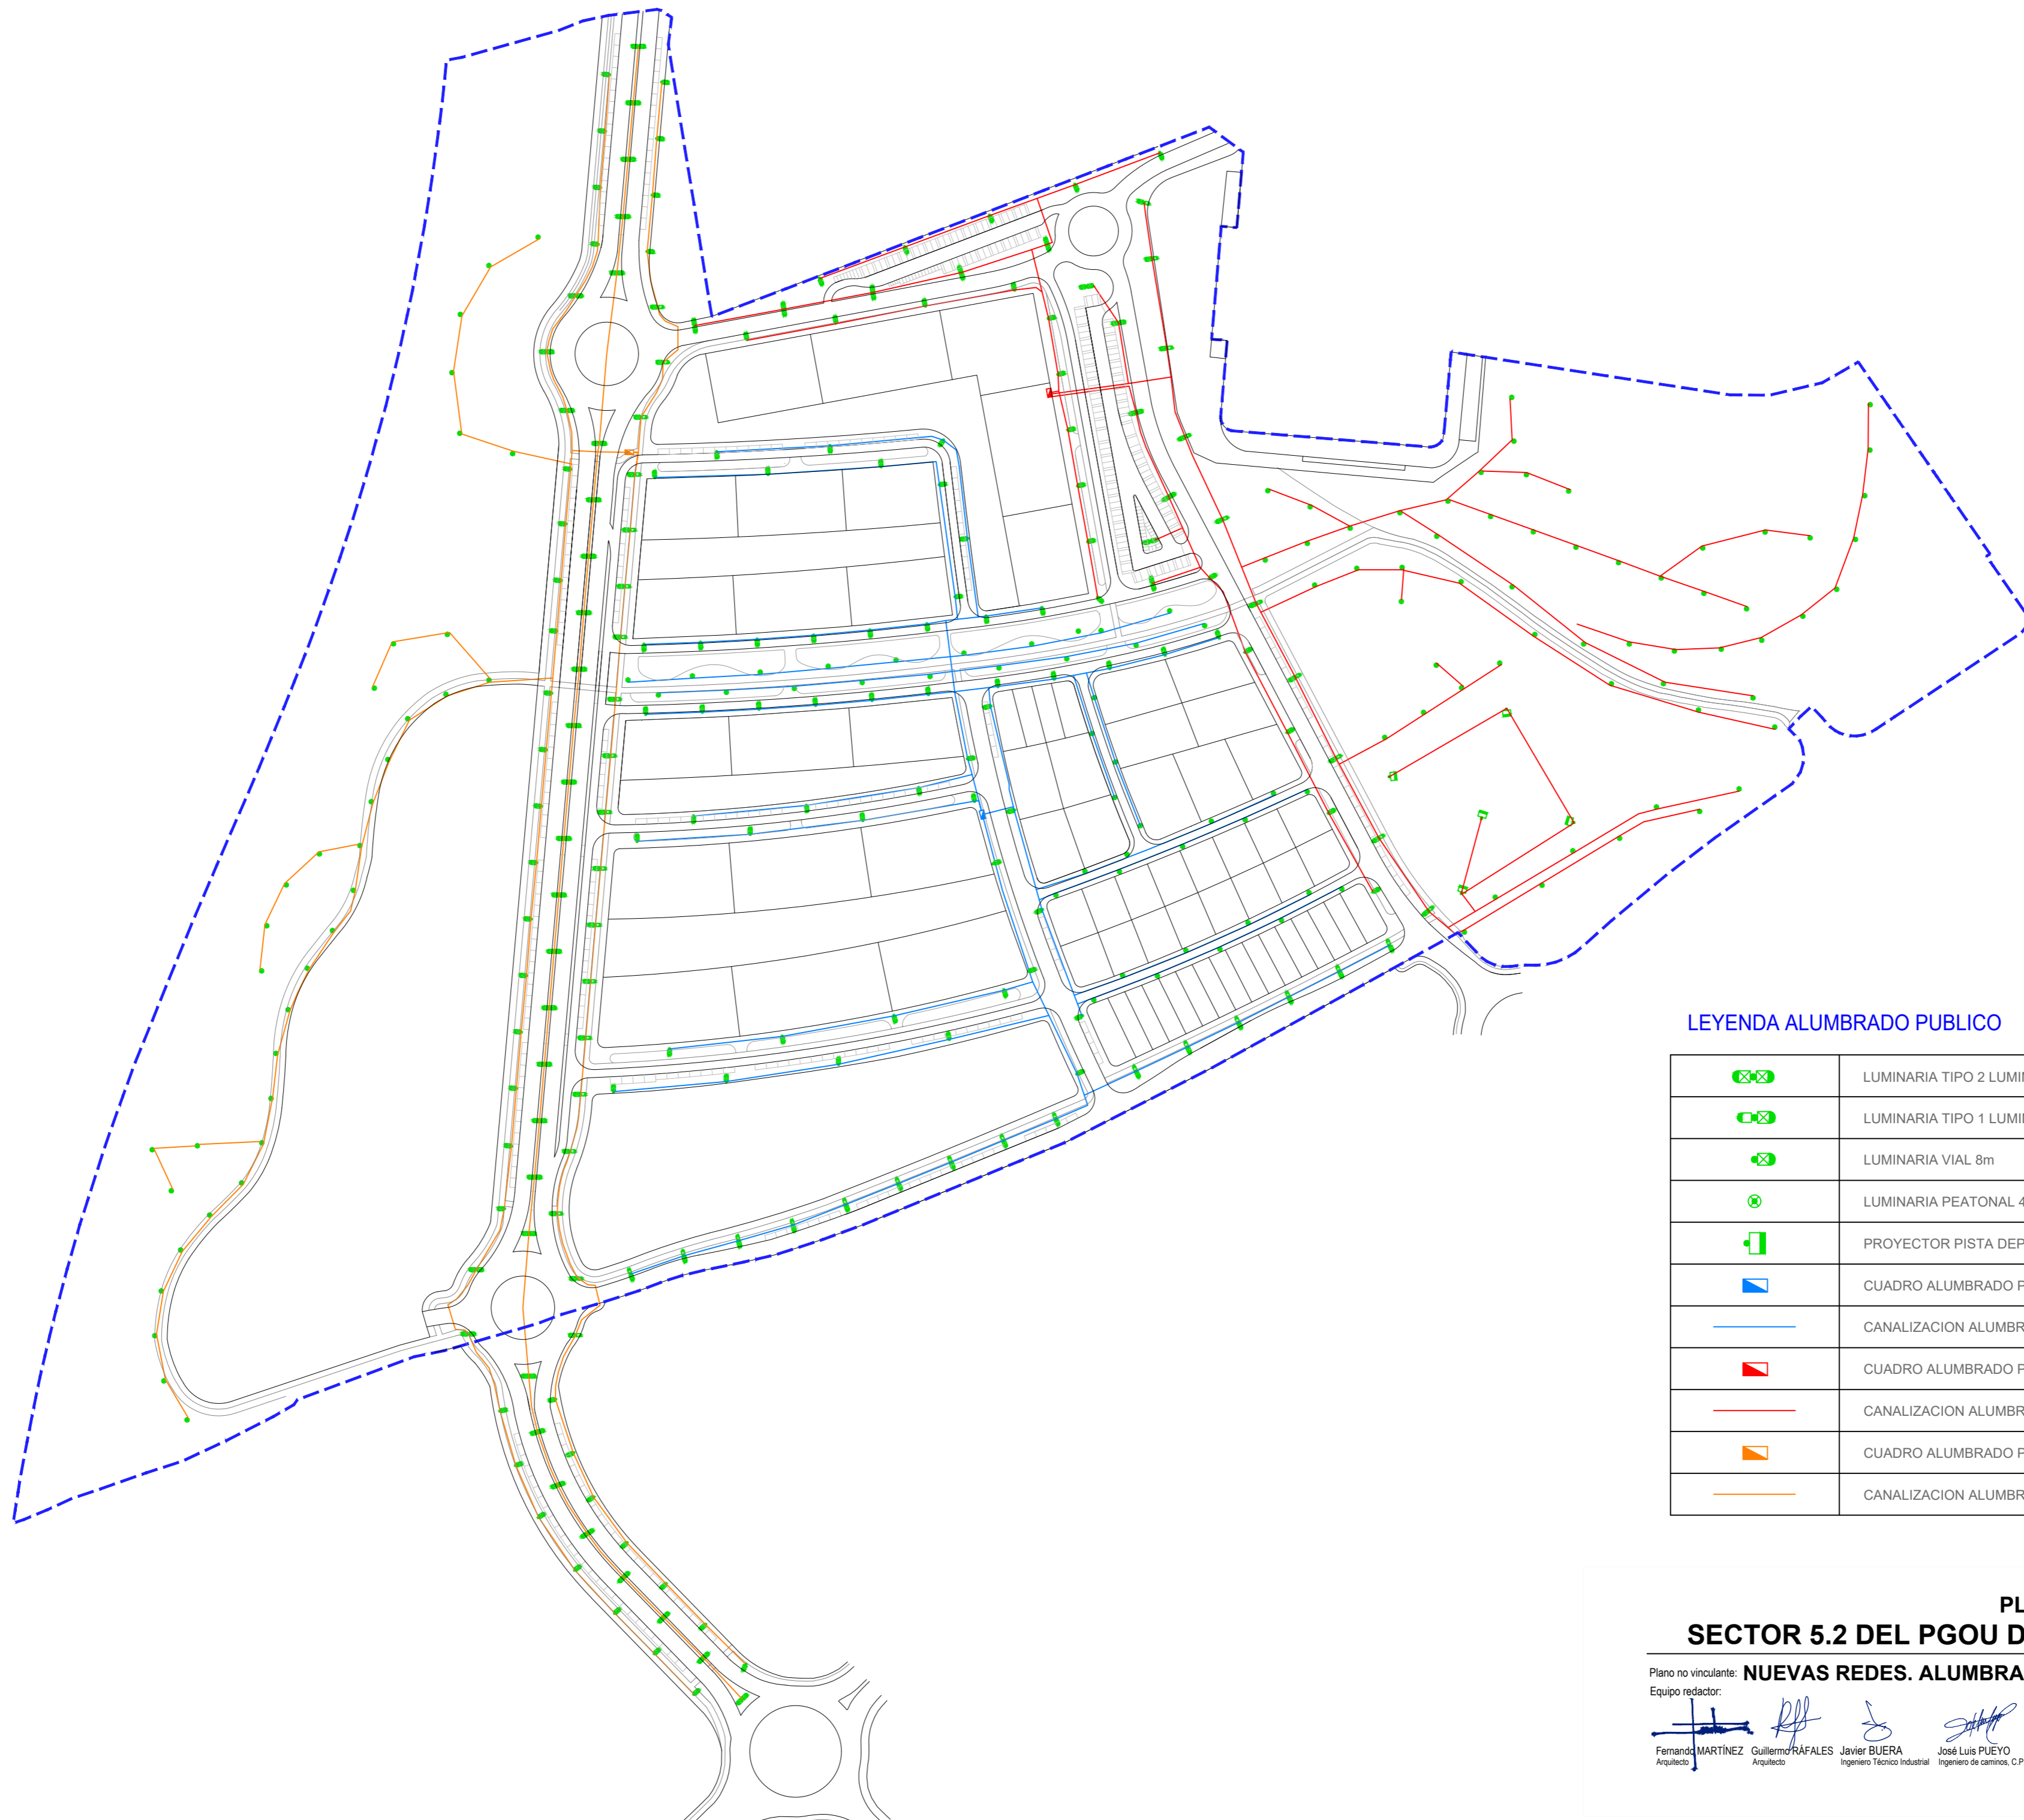 LEYENDA ALUMBRADO PUBLICO
LUMINARIA TIPO 2 LUMI
LUMINARIA TIPO 1 LUMI
LUMINARIA VIAL 8m
LUMINARIA PEATONAL 4
PROYECTOR PISTA DEP
CUADRO ALUMBRADO P
CANALIZACION ALUMBR
CUADRO ALUMBRADO P
CANALIZACION ALUMBR
CUADRO ALUMBRADO P
CANALIZACION ALUMBR
PL
SECTOR 5.2 DEL PGOU D
Plano no vinculante: NUEVAS REDES. ALUMBRA
Equipo redactor:
Fernando MARTÍNEZ Guillermo RÁFALES Javier BUERA José Luis PUEYO
Arquitecto Arquitecto Ingeniero Técnico Industrial Ingeniero de caminos, C.P